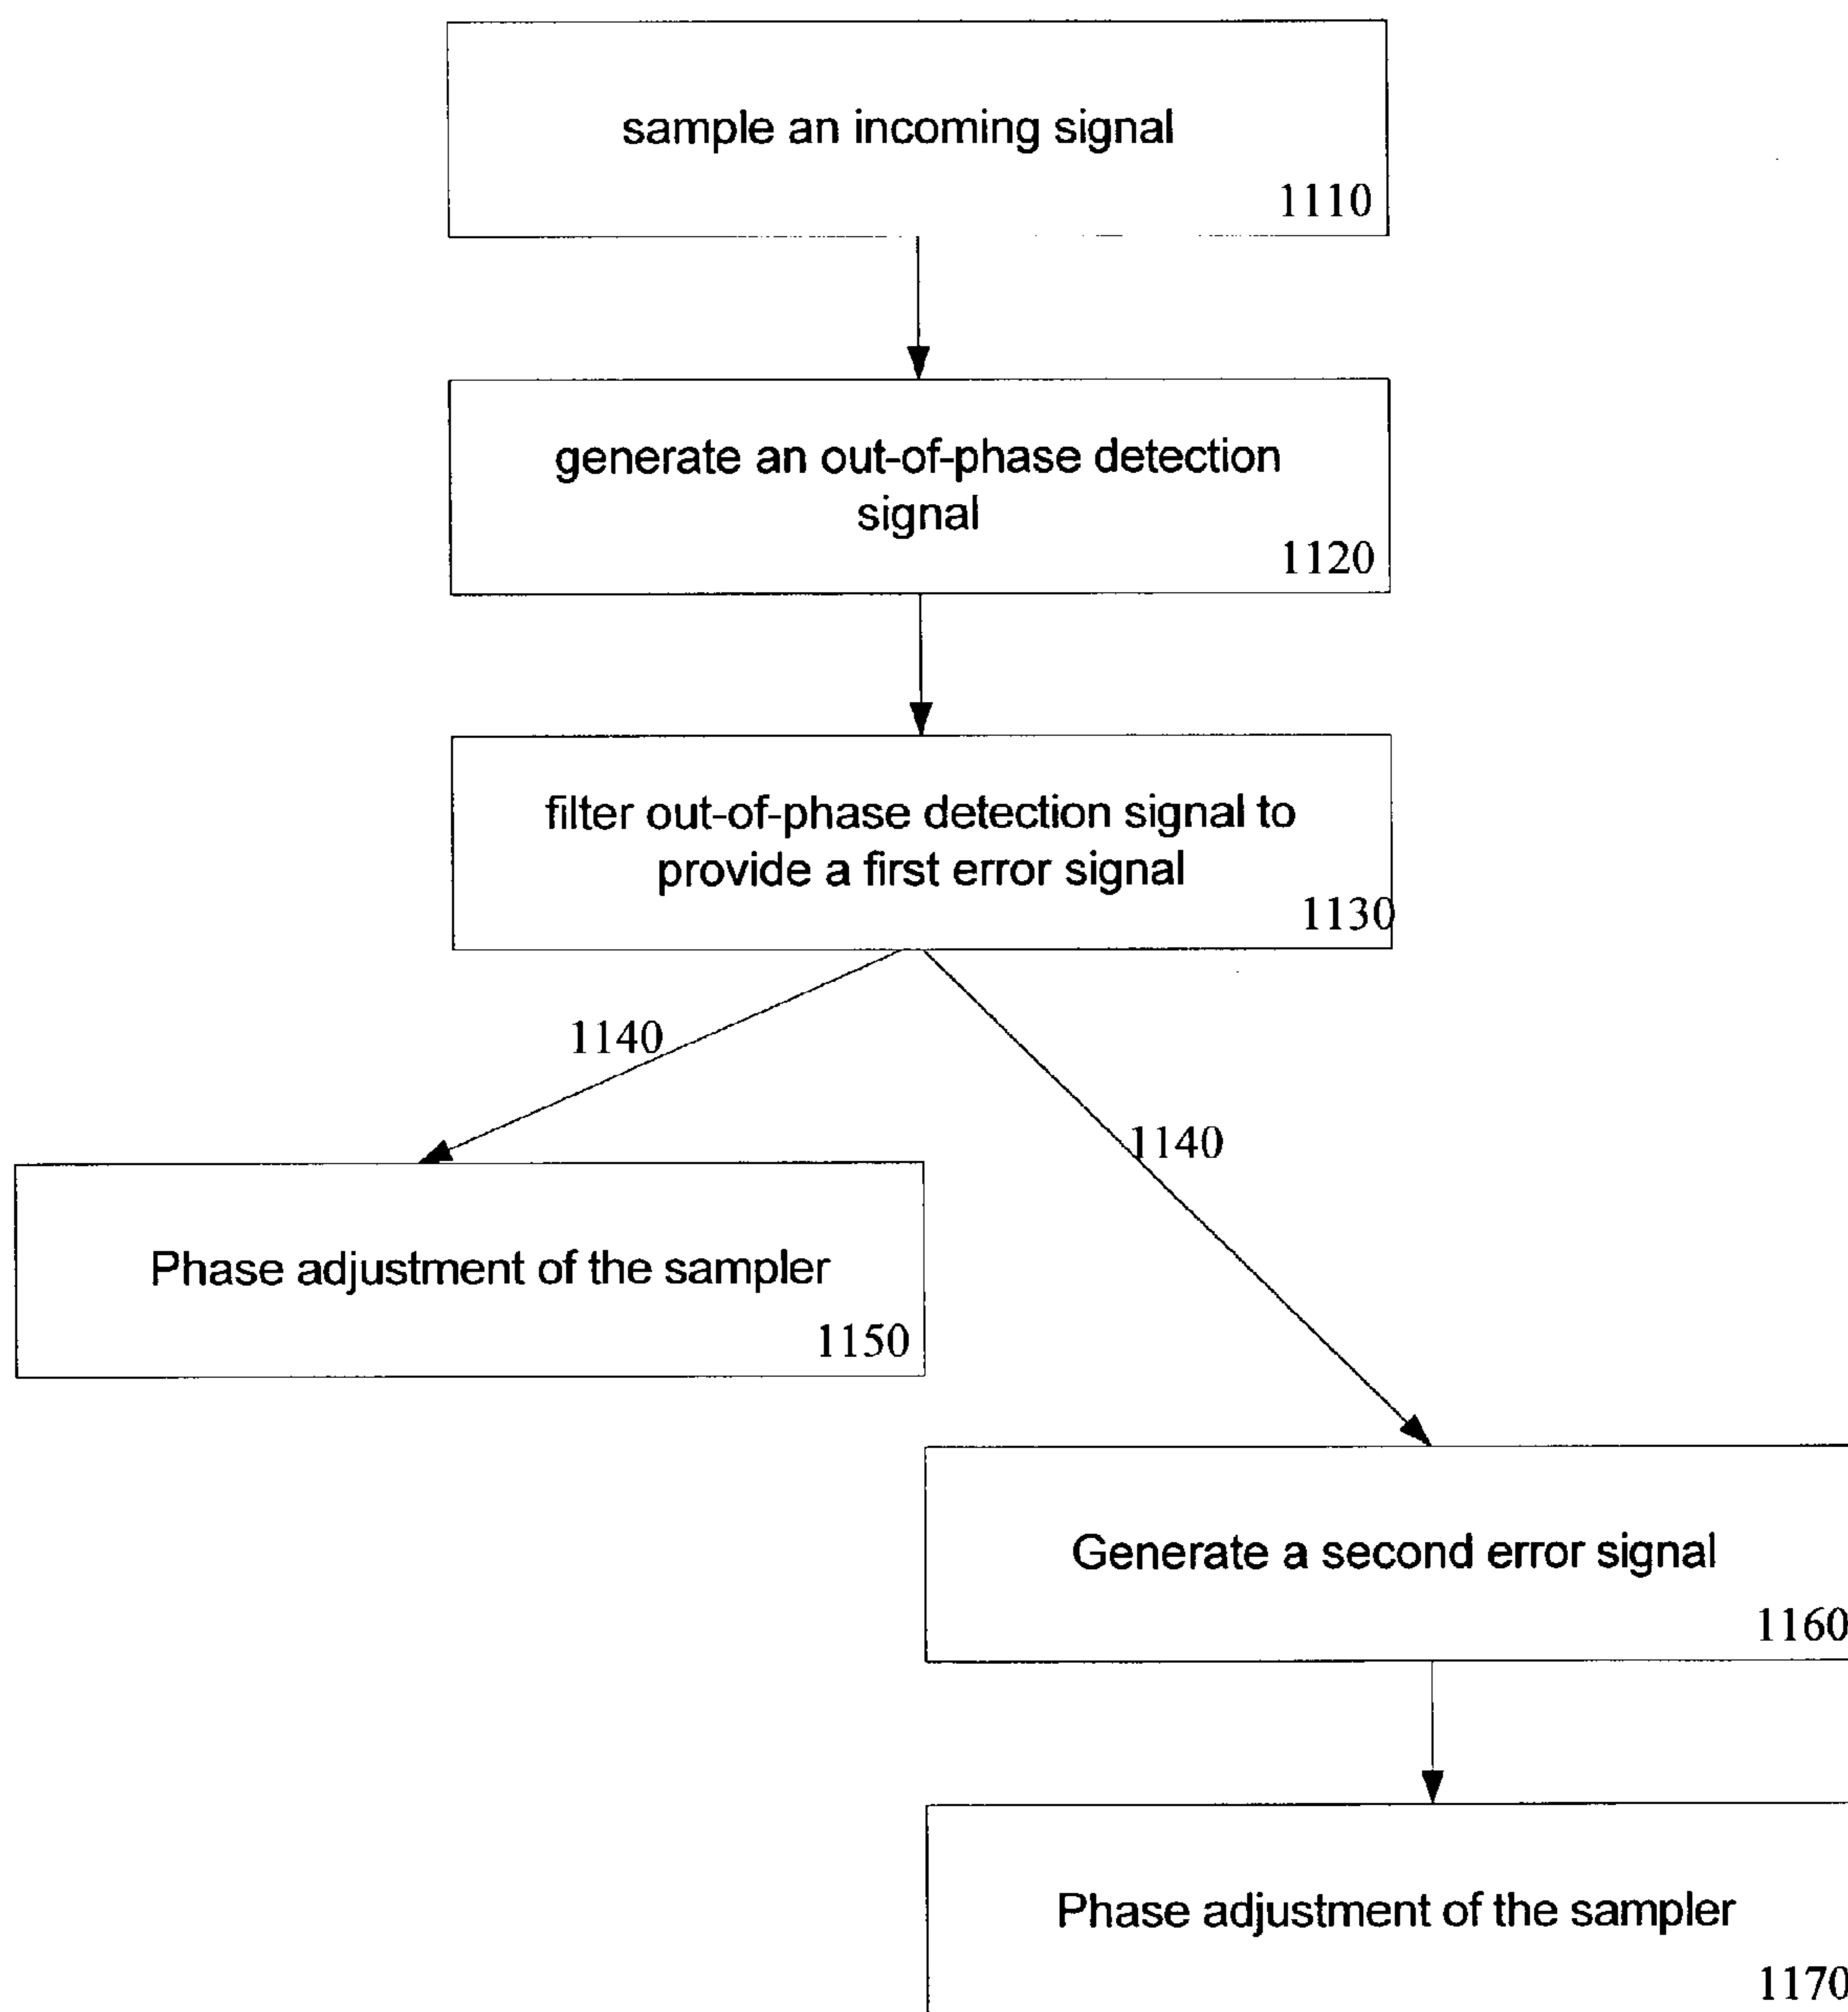 sample an incoming signal
1110
generate an out-of-phase detection
signal
1120
filter out-of-phase detection signal to
provide a first error signal
1130
1140
1140
Phase adjustment of the sampler
1150
Generate a second error signal
1160
Phase adjustment of the sampler
1170